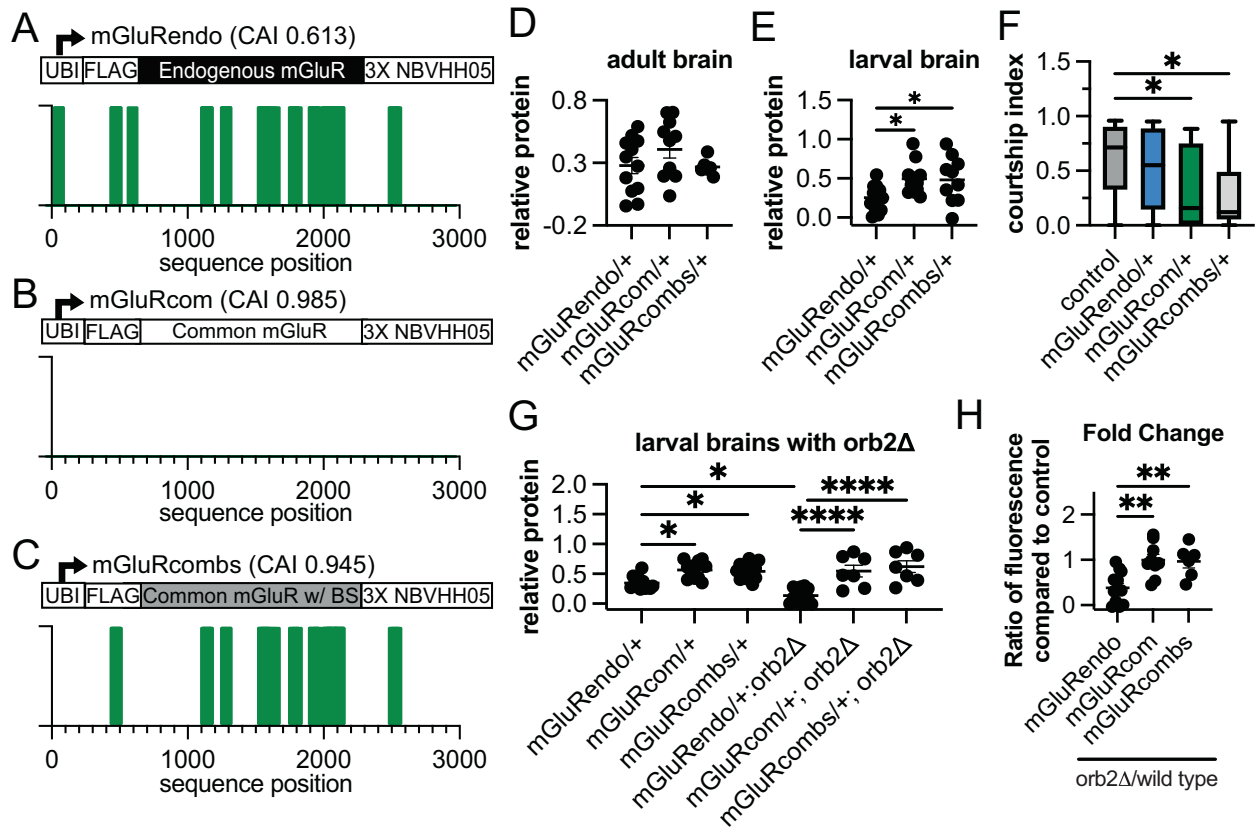 A
mGluRendo (CAI 0.613)
UBI FLAG Endogenous mGluR 3X NBVHH05
0 1000 2000 3000
sequence position
B
mGluRcom (CAI 0.985)
UBI FLAG Common mGluR 3X NBVHH05
0 1000 2000 3000
sequence position
C
mGluRcombs (CAI 0.945)
UBI FLAG Common mGluR w/ BS 3X NBVHH05
0 1000 2000 3000
sequence position
D
adult brain
relative protein
0.8
0.3
-0.2
mGluRendo/+
mGluRcom/+
mGluRcombs/+
E
larval brain
relative protein
1.5
1.0
0.5
0.0
*
*
mGluRendo/+
mGluRcom/+
mGluRcombs/+
F
courtship index
1.5
1.0
0.5
0.0
*
*
control
mGluRendo/+
mGluRcom/+
mGluRcombs/+
G
larval brains with orb2Δ
relative protein
2.0
1.5
1.0
0.5
0.0
*
*
*
****
****
mGluRendo/+
mGluRcom/+
mGluRcombs/+
mGluRendo/+:orb2Δ
mGluRcom/+; orb2Δ
mGluRcombs/+; orb2Δ
H
Fold Change
Ratio of fluorescence
compared to control
2
1
0
**
**
mGluRendo
mGluRcom
mGluRcombs
orb2Δ/wild type